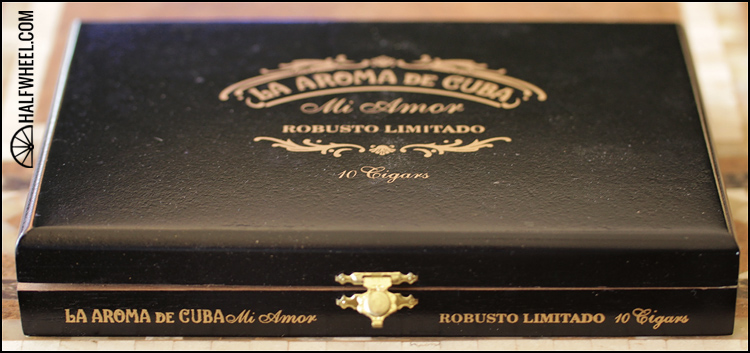 HALFWHEEL.COM
LA AROMA DE CUBA
Mi Amor
ROBUSTO LIMITADO
10 Cigars
LA AROMA DE CUBA Mi Amor ROBUSTO LIMITADO 10 Cigars